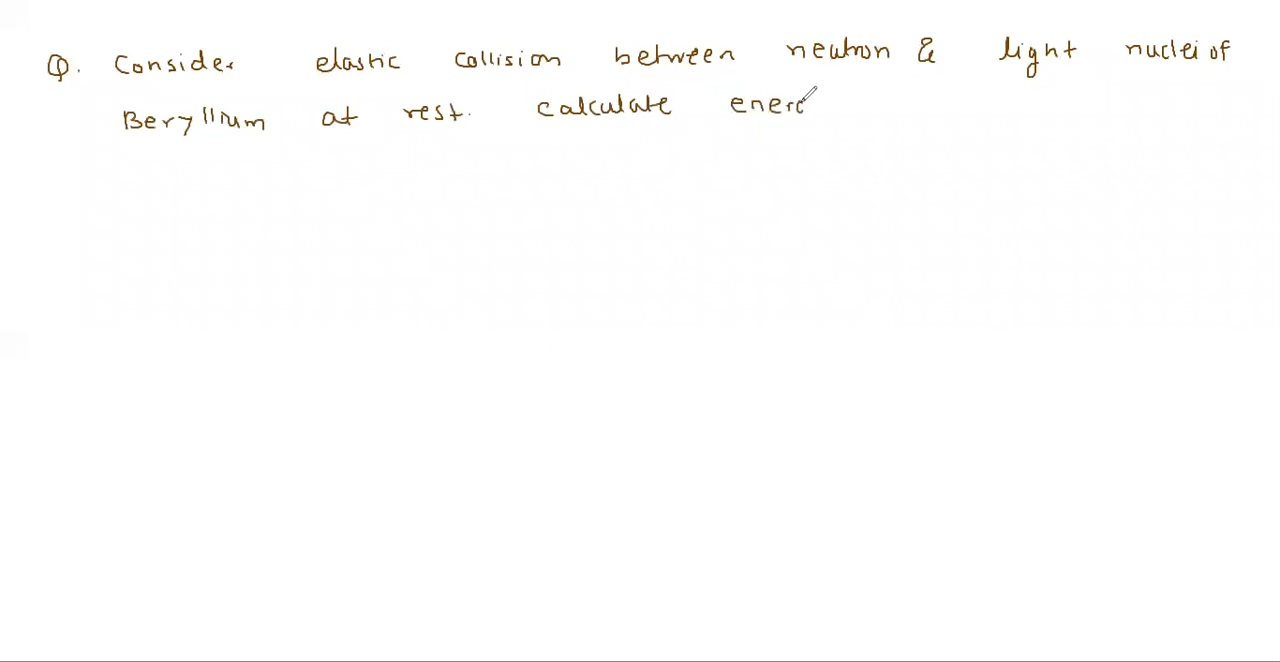 Q. Consider elastic collision between neutron & light nuclei of
Beryllium at rest. calculate